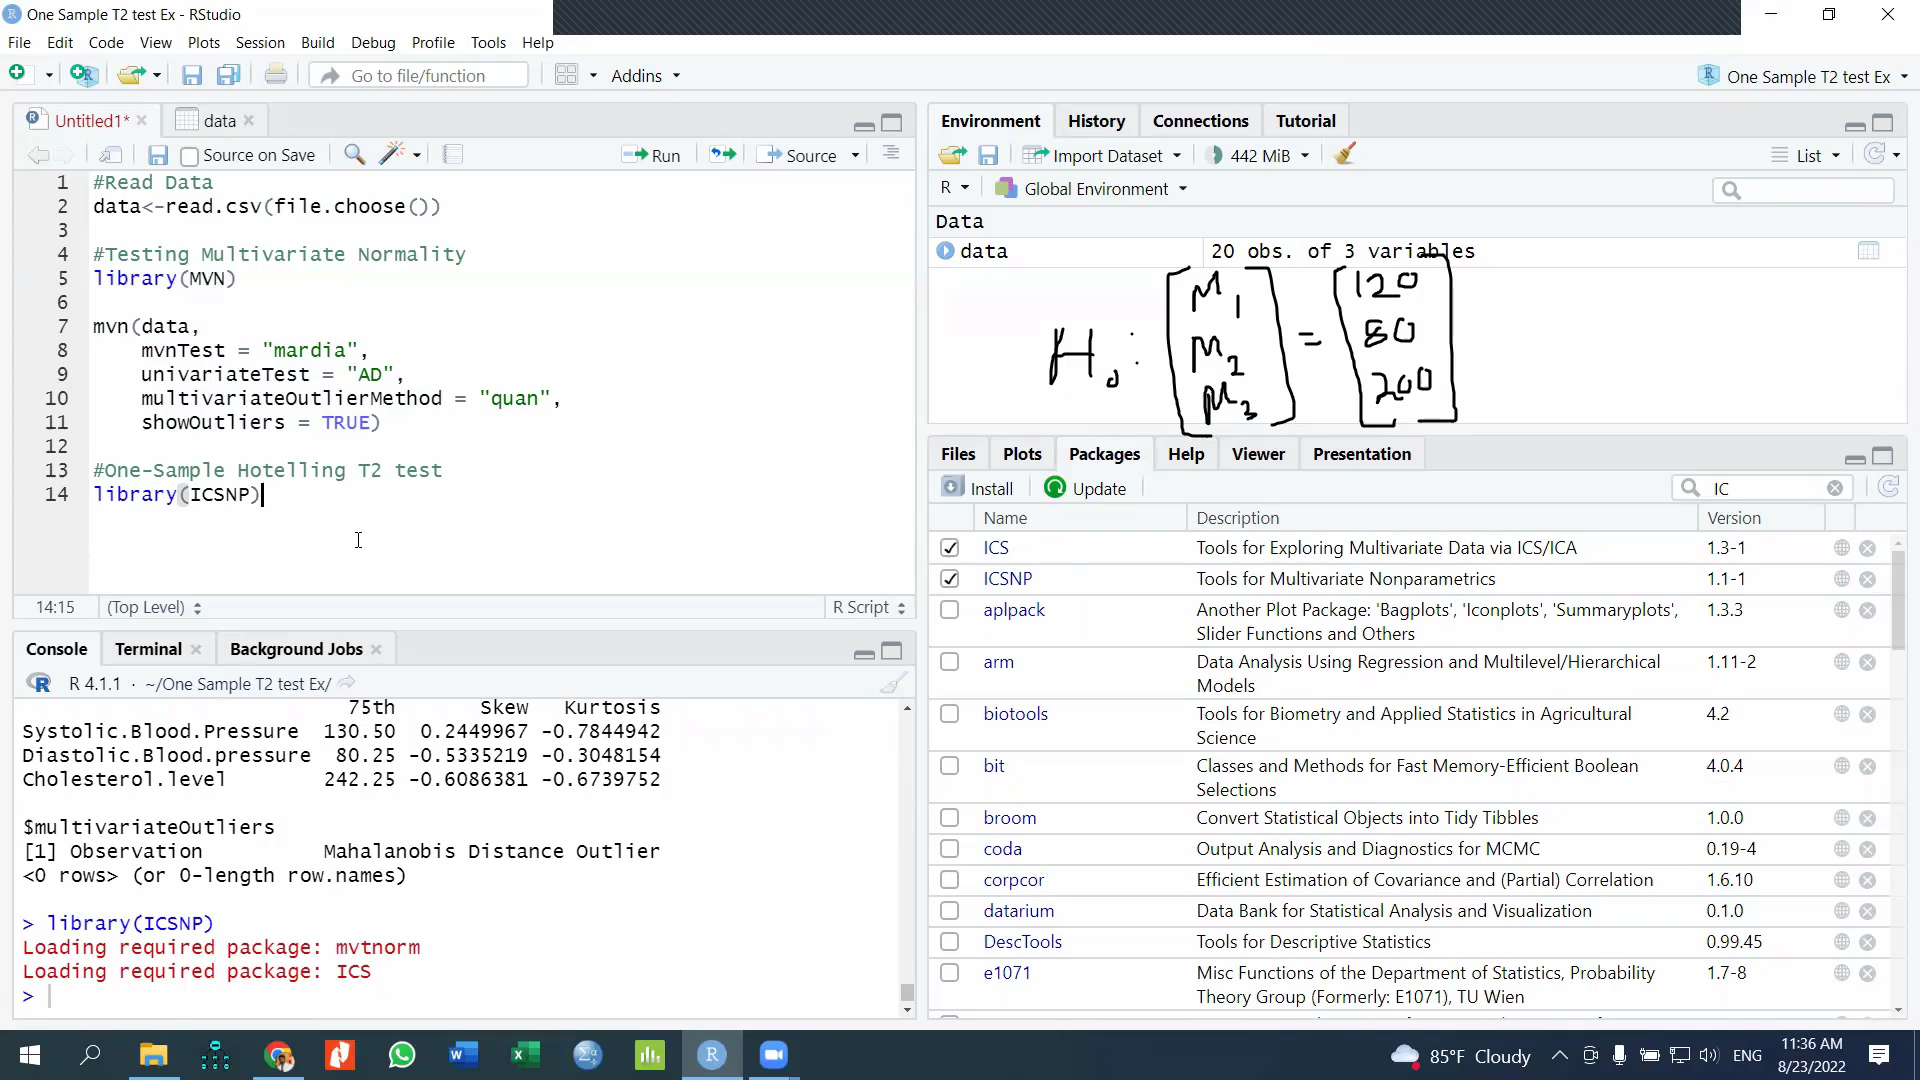 One Sample T2 test Ex - RStudio
File Edit Code View Plots Session Build Debug Profile Tools Help
Go to file/function Addins One Sample T2 test Ex
Untitled1* data
Source on Save Run Source
1 #Read Data
2 data<-read.csv(file.choose())
3
4 #Testing Multivariate Normality
5 library(MVN)
6
7 mvn(data,
8 mvnTest = "mardia",
9 univariateTest = "AD",
10 multivariateOutlierMethod = "quan",
11 showOutliers = TRUE)
12
13 #One-Sample Hotelling T2 test
14 library(ICSNP)
14:15 (Top Level) R Script
Console Terminal Background Jobs
R 4.1.1 · ~/One Sample T2 test Ex/
75th Skew Kurtosis
Systolic.Blood.Pressure 130.50 0.2449967 -0.7844942
Diastolic.Blood.pressure 80.25 -0.5335219 -0.3048154
Cholesterol.level 242.25 -0.6086381 -0.6739752
$multivariateOutliers
[1] Observation Mahalanobis Distance Outlier
<0 rows> (or 0-length row.names)
> library(ICSNP)
Loading required package: mvtnorm
Loading required package: ICS
>
Environment History Connections Tutorial
Import Dataset 442 MiB List
R Global Environment
Data
data 20 obs. of 3 variables
H0 : [M1 M2 M3] = [120 80 200]
Files Plots Packages Help Viewer Presentation
Install Update IC
Name Description Version
ICS Tools for Exploring Multivariate Data via ICS/ICA 1.3-1
ICSNP Tools for Multivariate Nonparametrics 1.1-1
aplpack Another Plot Package: 'Bagplots', 'Iconplots', 'Summaryplots', 1.3.3
Slider Functions and Others
arm Data Analysis Using Regression and Multilevel/Hierarchical 1.11-2
Models
biotools Tools for Biometry and Applied Statistics in Agricultural 4.2
Science
bit Classes and Methods for Fast Memory-Efficient Boolean 4.0.4
Selections
broom Convert Statistical Objects into Tidy Tibbles 1.0.0
coda Output Analysis and Diagnostics for MCMC 0.19-4
corpcor Efficient Estimation of Covariance and (Partial) Correlation 1.6.10
datarium Data Bank for Statistical Analysis and Visualization 0.1.0
DescTools Tools for Descriptive Statistics 0.99.45
e1071 Misc Functions of the Department of Statistics, Probability 1.7-8
Theory Group (Formerly: E1071), TU Wien
85°F Cloudy ENG 11:36 AM
8/23/2022